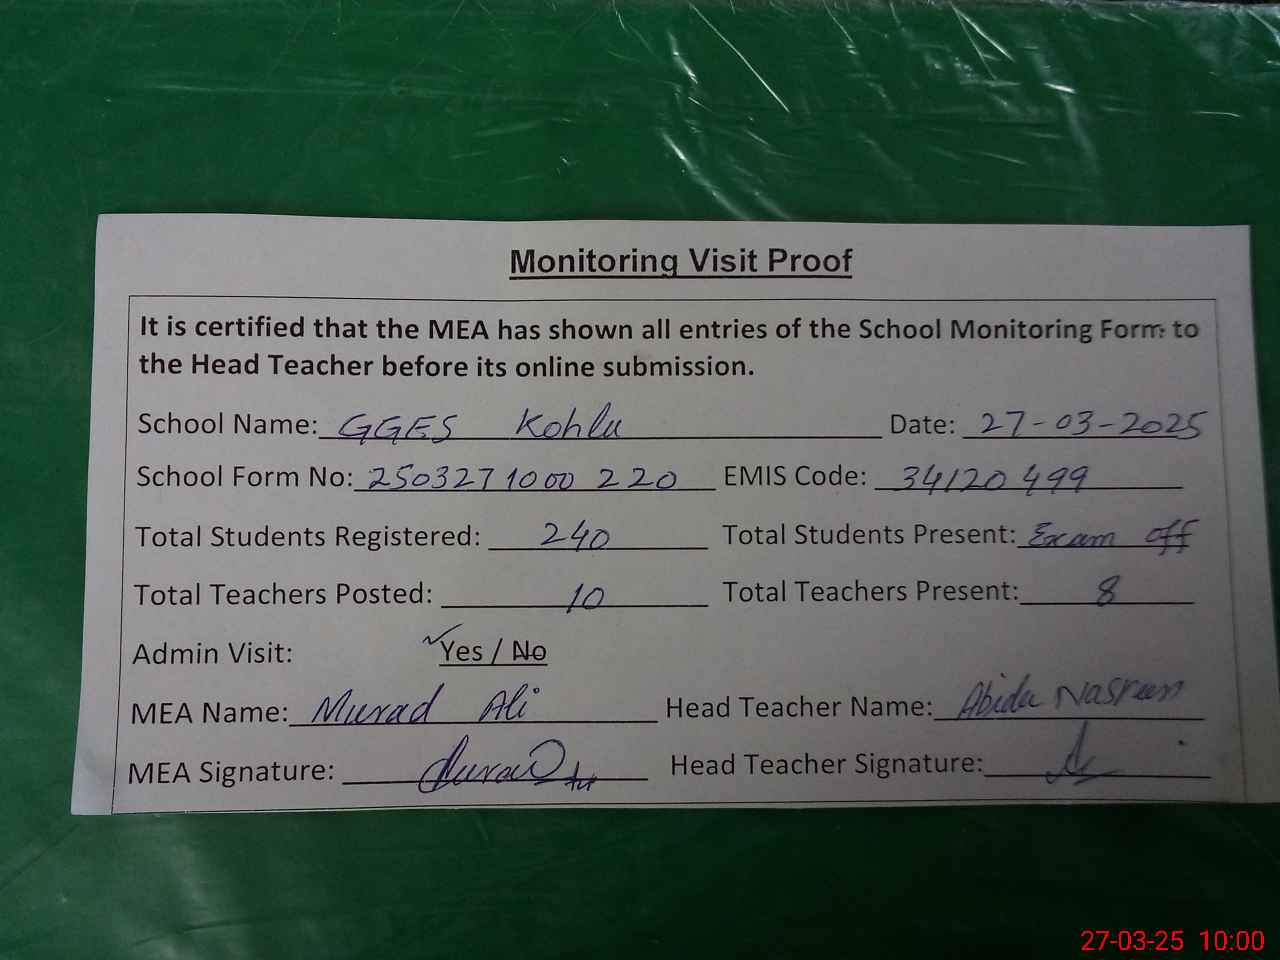 Monitoring Visit Proof
It is certified that the MEA has shown all entries of the School Monitoring Form to
the Head Teacher before its online submission.
School Name: GGES Kohlu Date: 27-03-2025
School Form No: 2503271000 220 EMIS Code: 34120499
Total Students Registered: 240 Total Students Present: Exam off
Total Teachers Posted: 10 Total Teachers Present: 8
Admin Visit: Yes / No
MEA Name: Murad Ali Head Teacher Name: Abida Nasreen
MEA Signature: Head Teacher Signature:
27-03-25 10:00